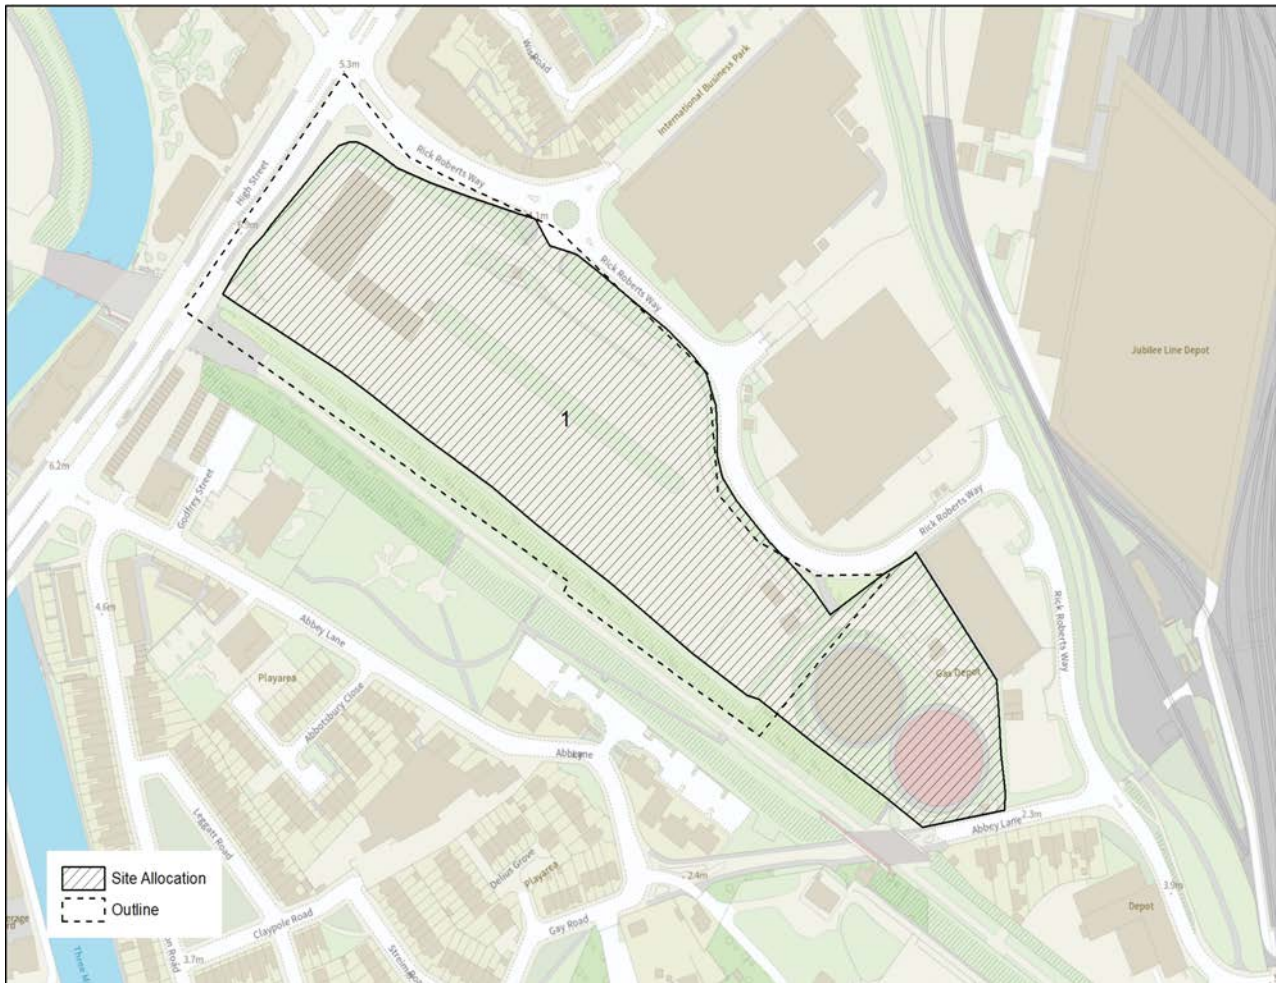 5.3m
Wise Road
International Business Park
Rick Roberts Way
High Street
Rick Roberts Way
Jubilee Line Depot
1
6.2m
Godfrey Street
Rick Roberts Way
4.6m
Abbey Lane
Rick Roberts Way
Playarea
Abbotsbury Close
Gas Depot
Abbey Lane
2.3m
Leggatt Road
Delius Grove
Playarea
2.4m
3.9m
Depot
Gay Road
Claypole Road
3.7m
Site Allocation
Outline